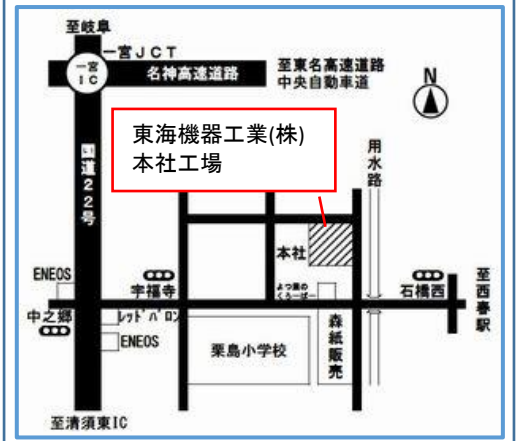 至岐阜
一宮JCT
一宮
IC
名神高速道路
至東名高速道路
中央自動車道
N
東海機器工業(株)
本社工場
用水路
国道22号
本社
ENEOS
宇福寺
よつ葉の
くろーばー
石橋西
至西春駅
中之郷
レッドバロン
ENEOS
栗島小学校
森紙販売
至清須東IC